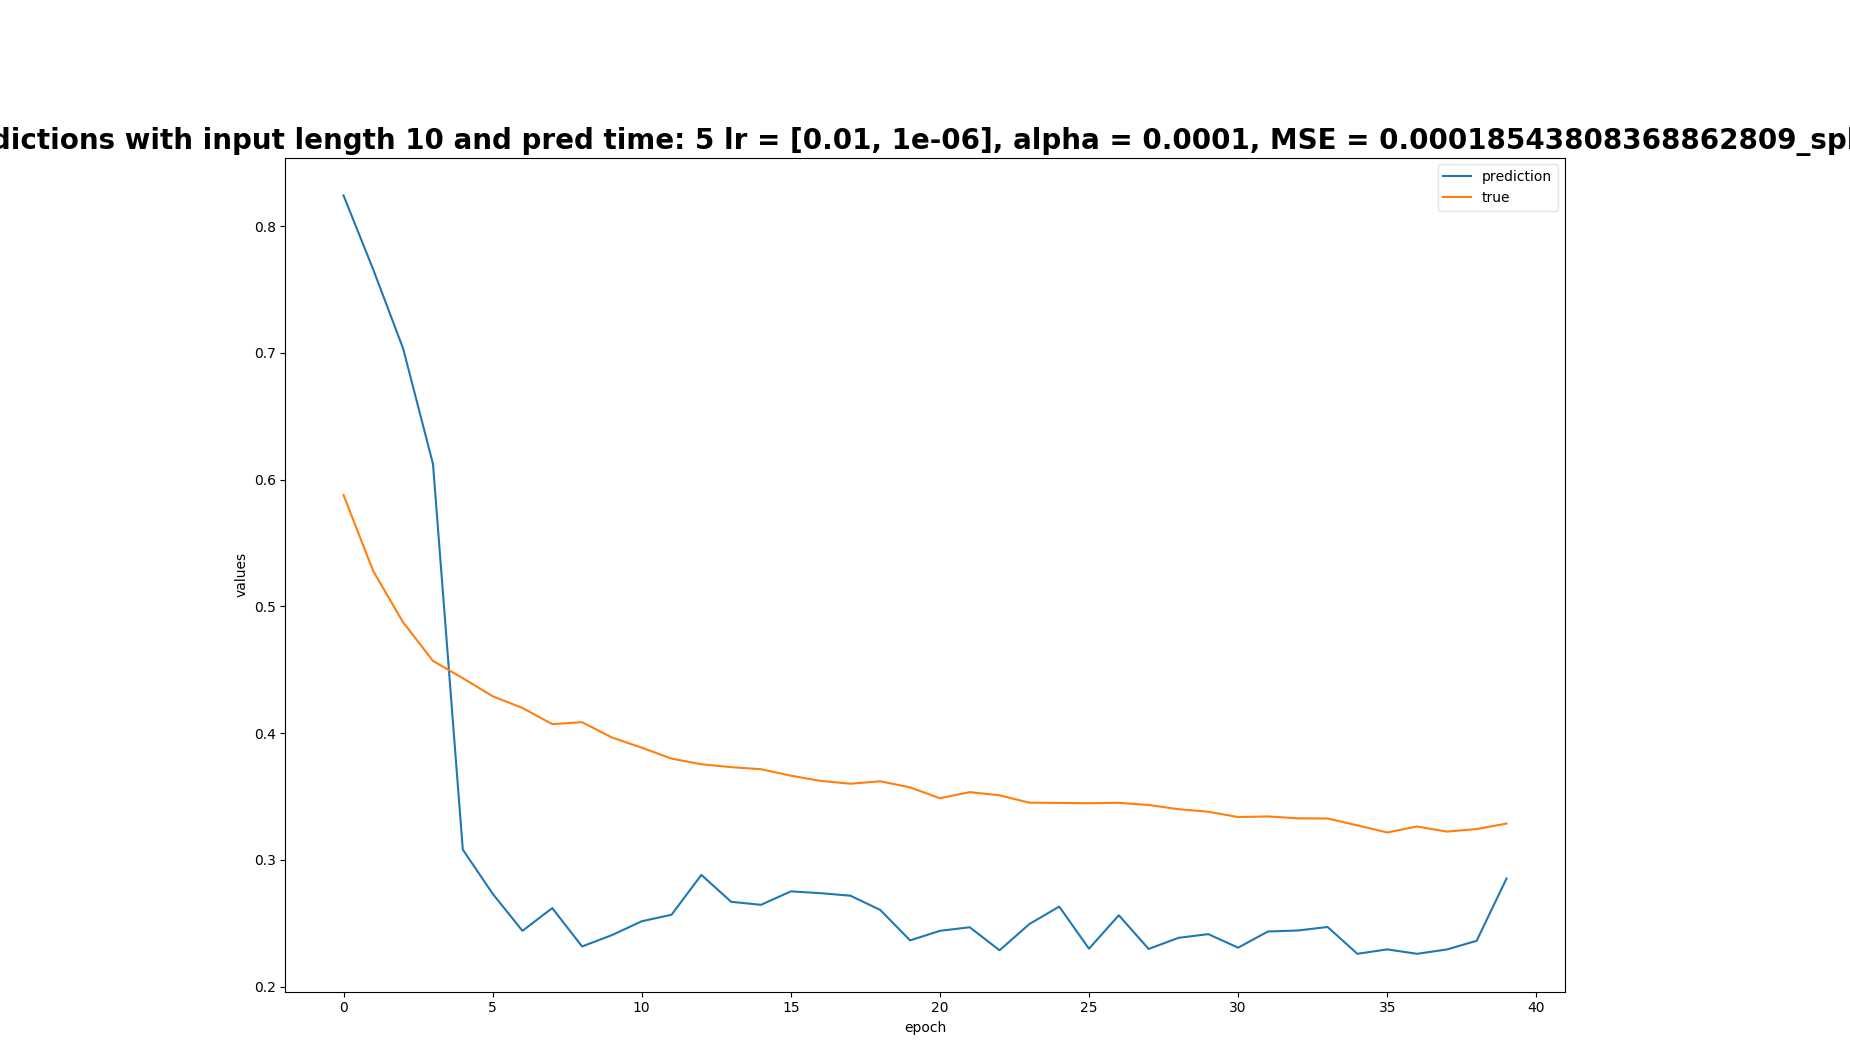 dictions with input length 10 and pred time: 5 lr = [0.01, 1e-06], alpha = 0.0001, MSE = 0.00018543808368862809_spl
prediction
true
0.8
0.7
0.6
0.5
0.4
0.3
0.2
values
0 5 10 15 20 25 30 35 40
epoch